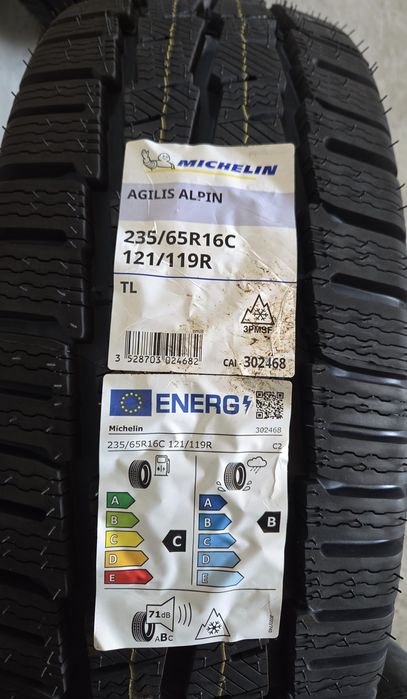 MICHELIN
AGILIS ALPIN
235/65R16C
121/119R
TL
3PMSF
3 528703 024682
CAI - 302468
ENERG
Michelin
302468
235/65R16C 121/119R
C2
A
B
C
D
E
C
A
B
C
D
E
B
71dB
ABC